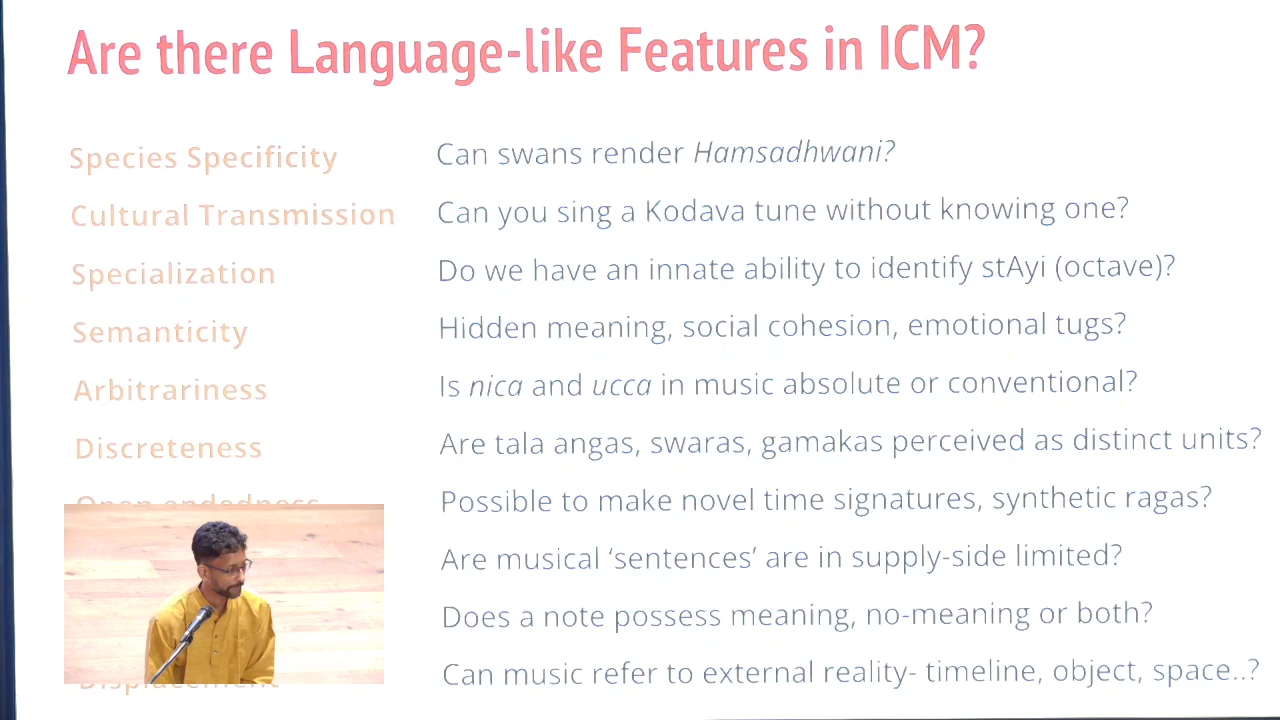 Are there Language-like Features in ICM?
Species Specificity Can swans render Hamsadhwani?
Cultural Transmission Can you sing a Kodava tune without knowing one?
Specialization Do we have an innate ability to identify stAyi (octave)?
Semanticity Hidden meaning, social cohesion, emotional tugs?
Arbitrariness Is nica and ucca in music absolute or conventional?
Discreteness Are tala angas, swaras, gamakas perceived as distinct units?
Open endedness Possible to make novel time signatures, synthetic ragas?
Are musical ‘sentences’ are in supply-side limited?
Does a note possess meaning, no-meaning or both?
Displacement Can music refer to external reality- timeline, object, space..?